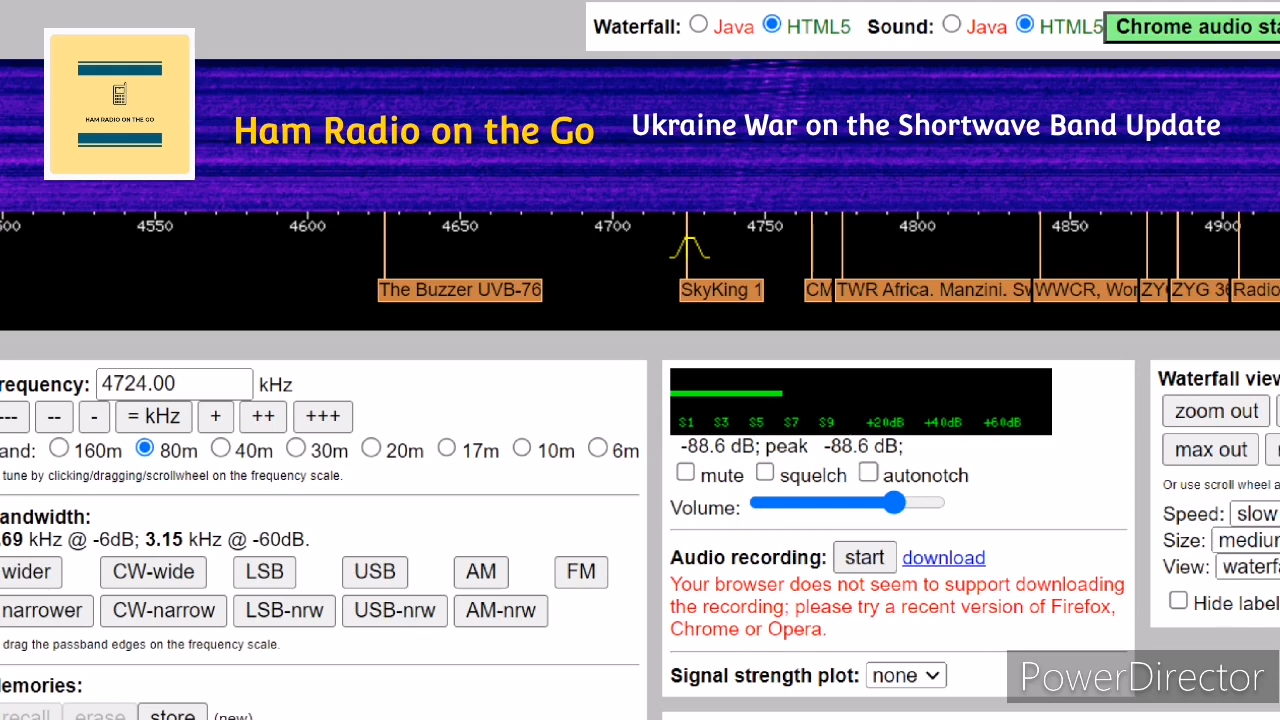 Waterfall: Java HTML5 Sound: Java HTML5 Chrome audio sta
HAM RADIO ON THE GO
Ham Radio on the Go
Ukraine War on the Shortwave Band Update
500 4550 4600 4650 4700 4750 4800 4850 4900
The Buzzer UVB-76 SkyKing 1 CM TWR Africa. Manzini. Sw WWCR, Wor ZY ZYG 36 Radio
requency: 4724.00 kHz
--- -- - = kHz + ++ +++
and: 160m 80m 40m 30m 20m 17m 10m 6m
tune by clicking/dragging/scrollwheel on the frequency scale.
andwidth:
.69 kHz @ -6dB; 3.15 kHz @ -60dB.
wider CW-wide LSB USB AM FM
narrower CW-narrow LSB-nrw USB-nrw AM-nrw
drag the passband edges on the frequency scale.
emories:
recall erase store (new)
S1 S3 S5 S7 S9 +20dB +40dB +60dB
-88.6 dB; peak -88.6 dB;
mute squelch autonotch
Volume:
Audio recording: start download
Your browser does not seem to support downloading
the recording; please try a recent version of Firefox,
Chrome or Opera.
Signal strength plot: none
Waterfall view
zoom out
max out
Or use scroll wheel a
Speed: slow
Size: medium
View: waterf
Hide label
PowerDirector